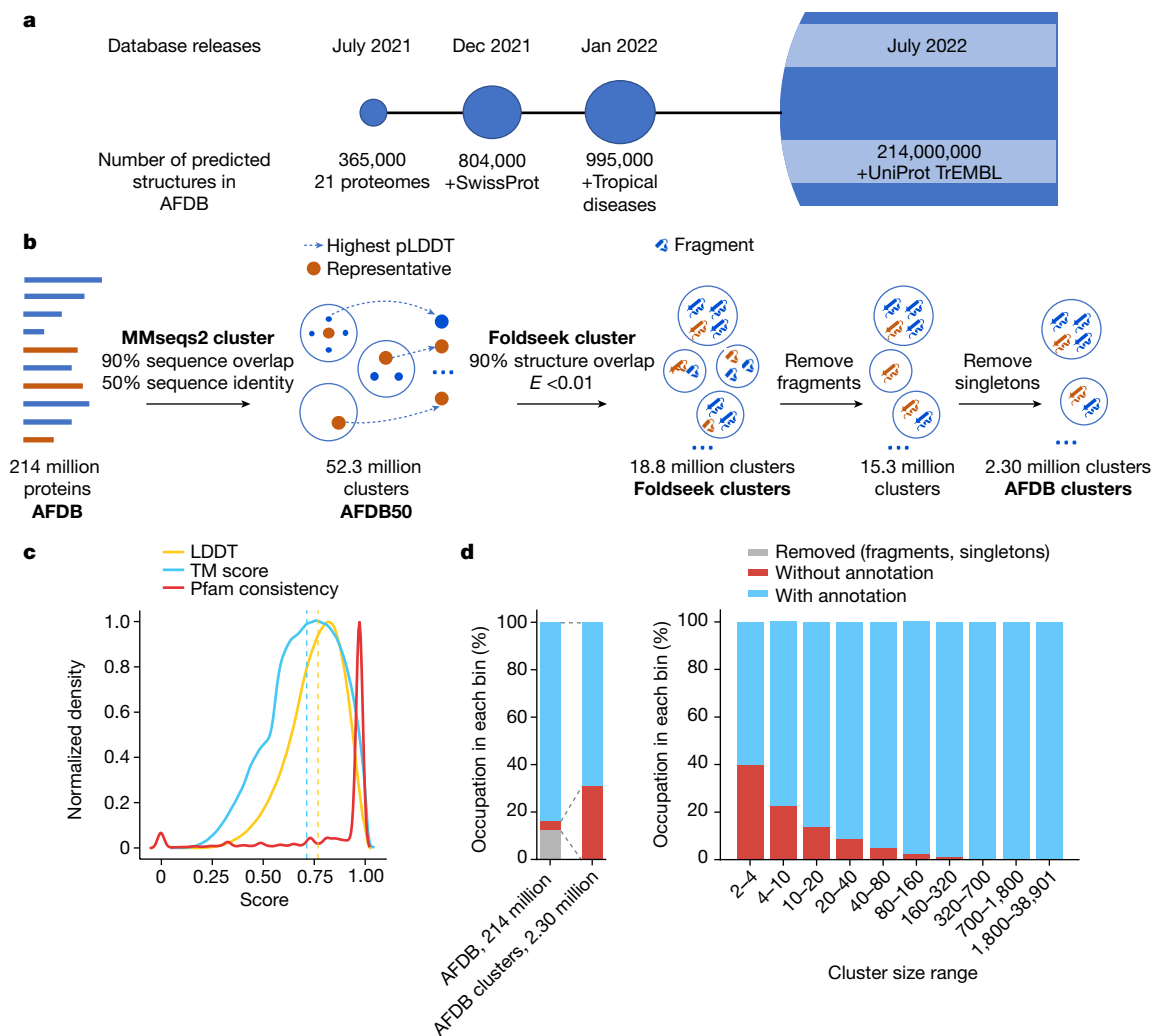 a
Database releases
July 2021
Dec 2021
Jan 2022
July 2022
Number of predicted
structures in
AFDB
365,000
21 proteomes
804,000
+SwissProt
995,000
+Tropical
diseases
214,000,000
+UniProt TrEMBL
b
Highest pLDDT
Representative
Fragment
MMseqs2 cluster
90% sequence overlap
50% sequence identity
Foldseek cluster
90% structure overlap
E <0.01
Remove
fragments
Remove
singletons
214 million
proteins
AFDB
52.3 million
clusters
AFDB50
18.8 million clusters
Foldseek clusters
15.3 million
clusters
2.30 million clusters
AFDB clusters
c
LDDT
TM score
Pfam consistency
Normalized density
1.0
0.8
0.6
0.4
0.2
0
0
0.25
0.50
0.75
1.00
Score
d
Removed (fragments, singletons)
Without annotation
With annotation
Occupation in each bin (%)
100
80
60
40
20
0
AFDB, 214 million
AFDB clusters, 2.30 million
Occupation in each bin (%)
100
80
60
40
20
0
2–4
4–10
10–20
20–40
40–80
80–160
160–320
320–700
700–1,800
1,800–38,901
Cluster size range